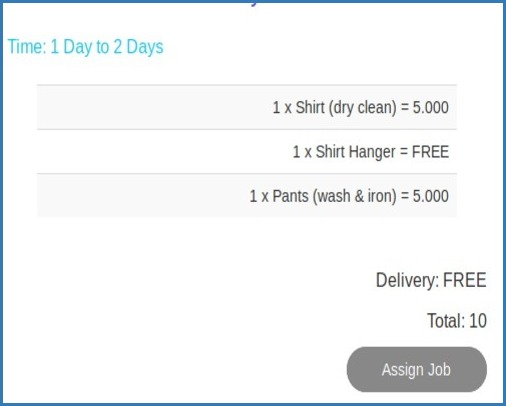 Time: 1 Day to 2 Days
1 x Shirt (dry clean) = 5.000
1 x Shirt Hanger = FREE
1 x Pants (wash & iron) = 5.000
Delivery: FREE
Total: 10
Assign Job